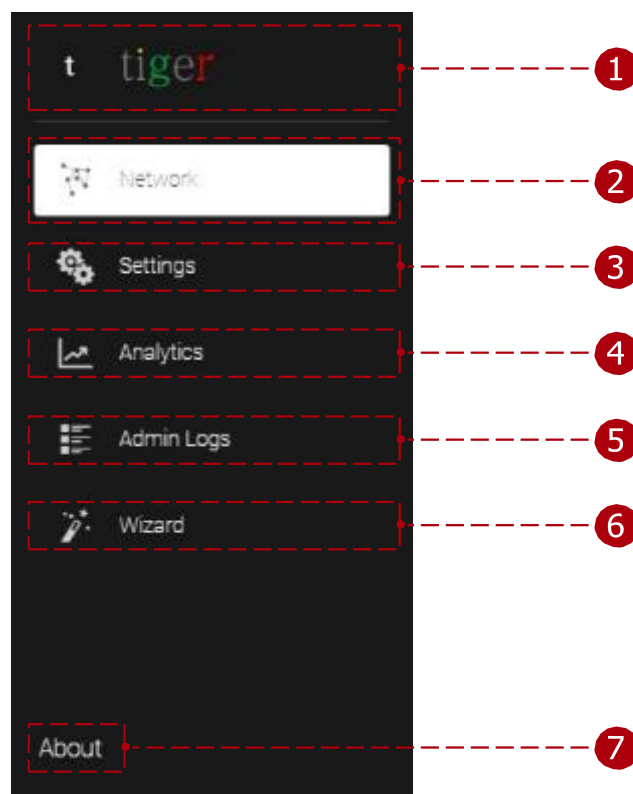 t tiger 1
Network 2
Settings 3
Analytics 4
Admin Logs 5
Wizard 6
About 7